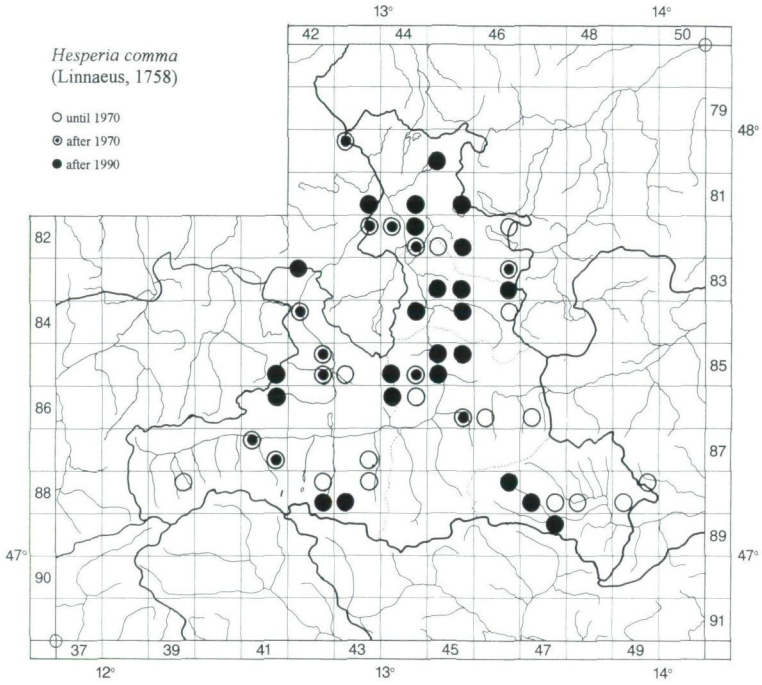 13° 14°
42 44 46 48 50
Hesperia comma
(Linnaeus, 1758)
○ until 1970
◉ after 1970
● after 1990
79
48°
81
82
83
84
85
86
87
88
89
47° 47°
90
91
37 39 41 43 45 47 49
12° 13° 14°